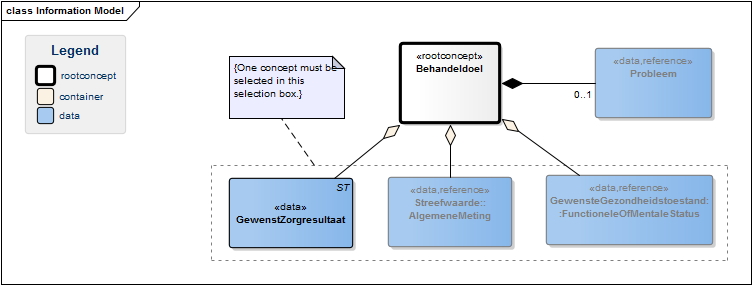 class Information Model
Legend
rootconcept
container
data
{One concept must be
selected in this
selection box.}
«rootconcept»
Behandeldoel
«data,reference»
Probleem
0..1
ST
«data»
GewenstZorgresultaat
«data,reference»
Streefwaarde::
AlgemeneMeting
«data,reference»
GewensteGezondheidstoestand:
:FunctioneleOfMentaleStatus